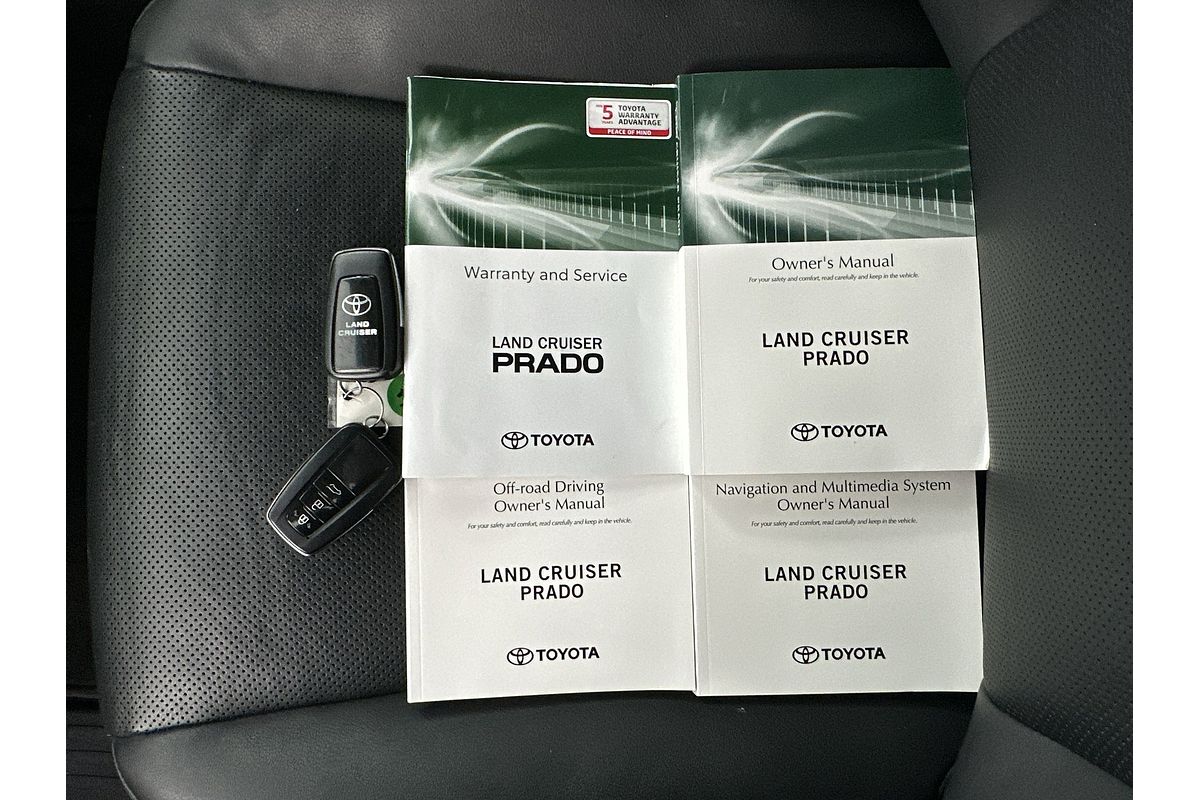 5
YEARS
TOYOTA
WARRANTY
ADVANTAGE
PEACE OF MIND
Warranty and Service
LAND CRUISER
PRADO
TOYOTA
Owner's Manual
For your safety and comfort, read carefully and keep in the vehicle.
LAND CRUISER
PRADO
TOYOTA
LAND
CRUISER
Off-road Driving
Owner's Manual
For your safety and comfort, read carefully and keep in the vehicle.
LAND CRUISER
PRADO
TOYOTA
Navigation and Multimedia System
Owner's Manual
For your safety and comfort, read carefully and keep in the vehicle.
LAND CRUISER
PRADO
TOYOTA